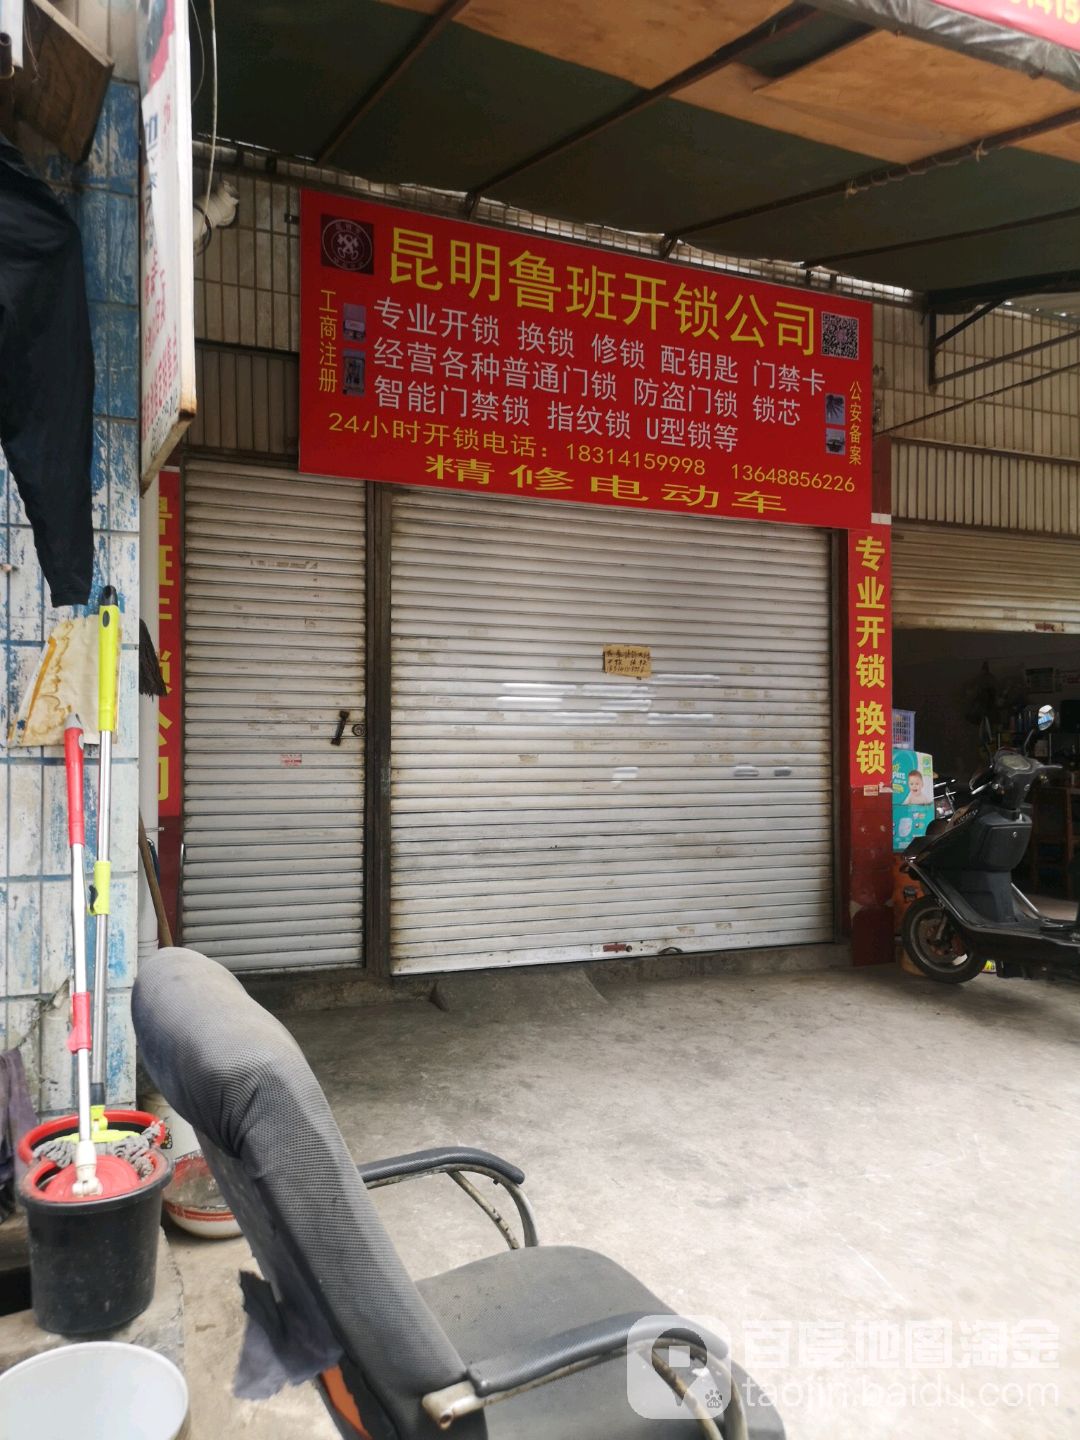 昆明鲁班开锁公司
工商注册
专业开锁 换锁 修锁 配钥匙 门禁卡
经营各种普通门锁 防盗门锁 锁芯
智能门禁锁 指纹锁 U型锁等
公安备案
24小时开锁电话：18314159998 13648856226
精修电动车
专业开锁 换锁
百度地图淘金
taojin.baidu.com